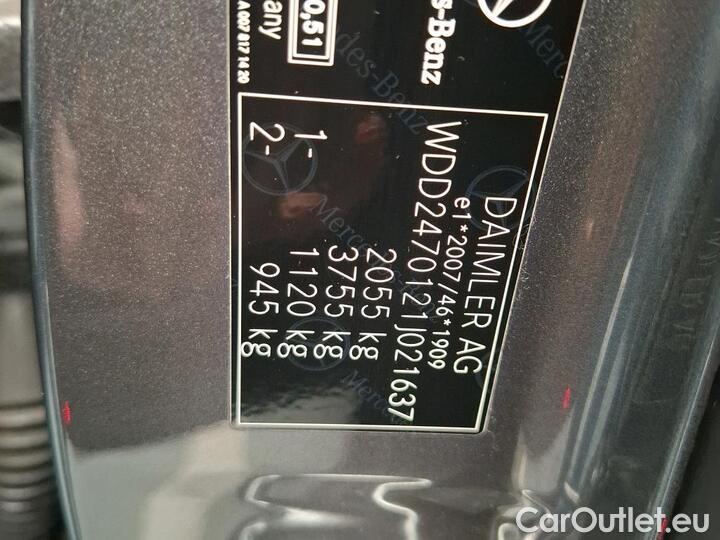 Mercedes-Benz
0,51
A 007 817 14 20
DAIMLER AG
e1*2007/46*1909
WDD2470121J021637
2055 kg
3755 kg
1- 1120 kg
2- 945 kg
CarOutlet.eu